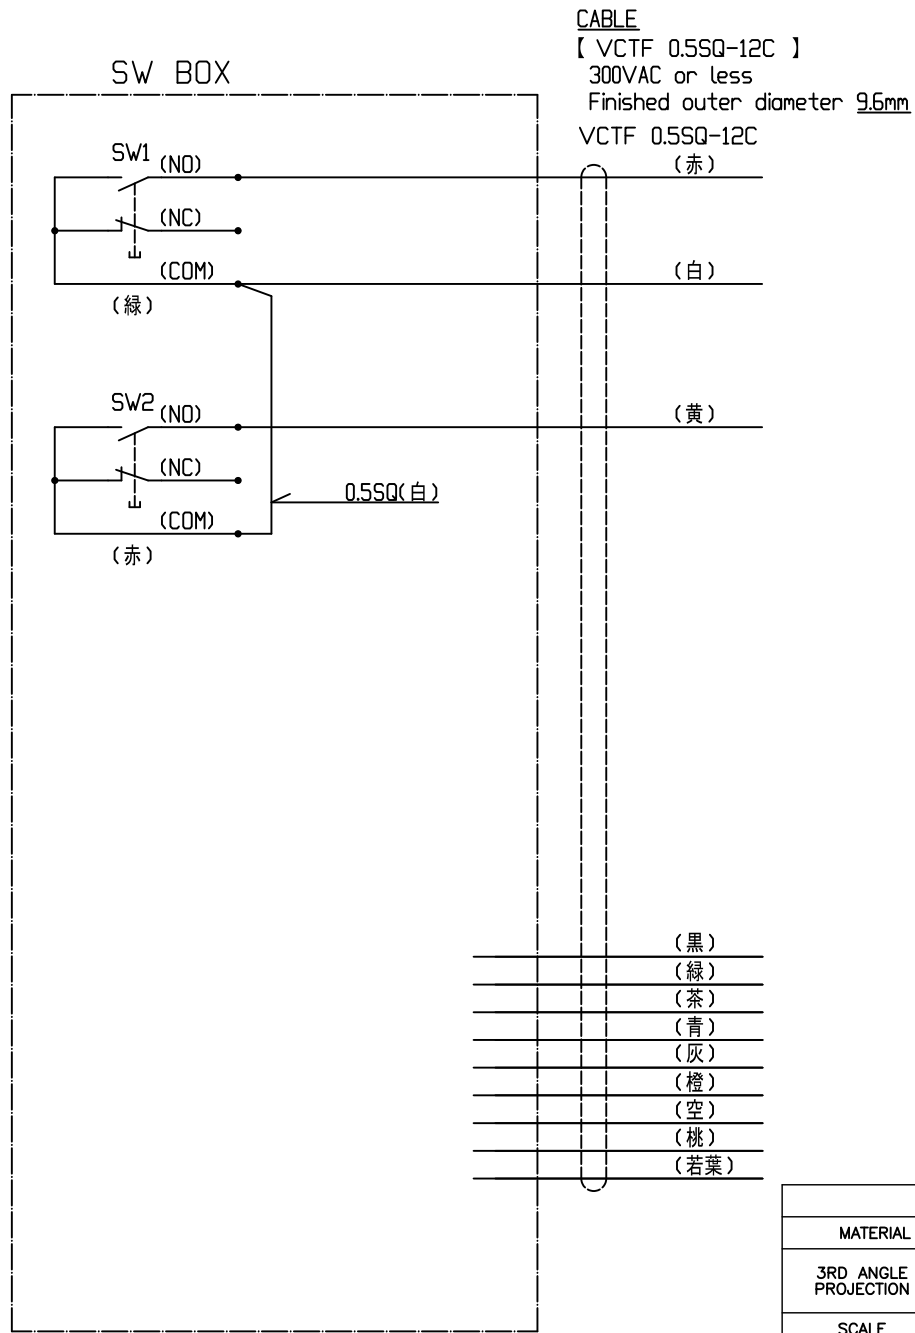 CABLE
【 VCTF 0.5SQ-12C 】
300VAC or less
Finished outer diameter 9.6mm
VCTF 0.5SQ-12C
SW BOX
SW1
(NO)
(赤)
(NC)
(COM)
(白)
(緑)
SW2
(NO)
(黄)
(NC)
0.5SQ(白)
(COM)
(赤)
(黒)
(緑)
(茶)
(青)
(灰)
(橙)
(空)
(桃)
(若葉)
MATERIAL
3RD ANGLE
PROJECTION
SCALE